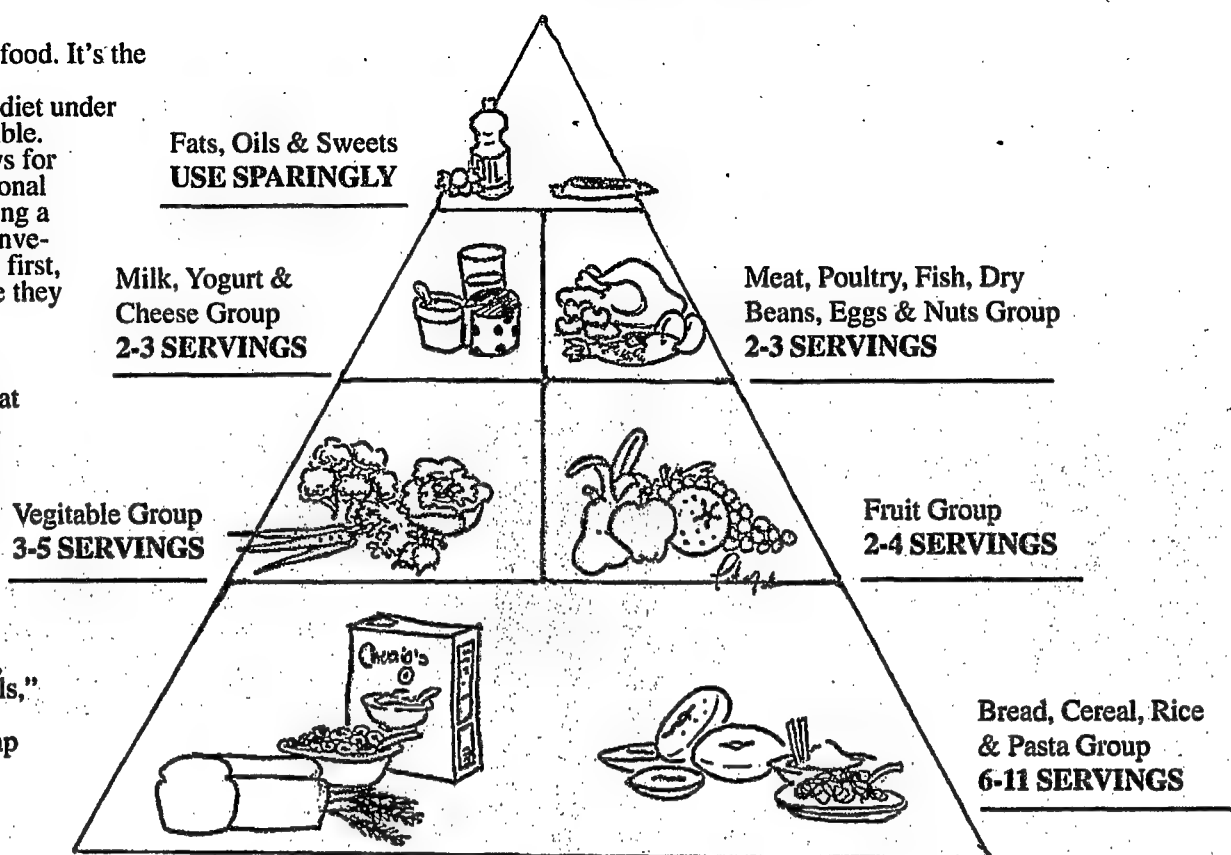 food. It's the
diet under
ble.
s for
onal
ng a
nve-
first,
e they
at
ls,"
ap
Fats, Oils & Sweets
USE SPARINGLY
Milk, Yogurt &
Cheese Group
2-3 SERVINGS
Meat, Poultry, Fish, Dry
Beans, Eggs & Nuts Group
2-3 SERVINGS
Vegitable Group
3-5 SERVINGS
Fruit Group
2-4 SERVINGS
Cheerio's
Bread, Cereal, Rice
& Pasta Group
6-11 SERVINGS